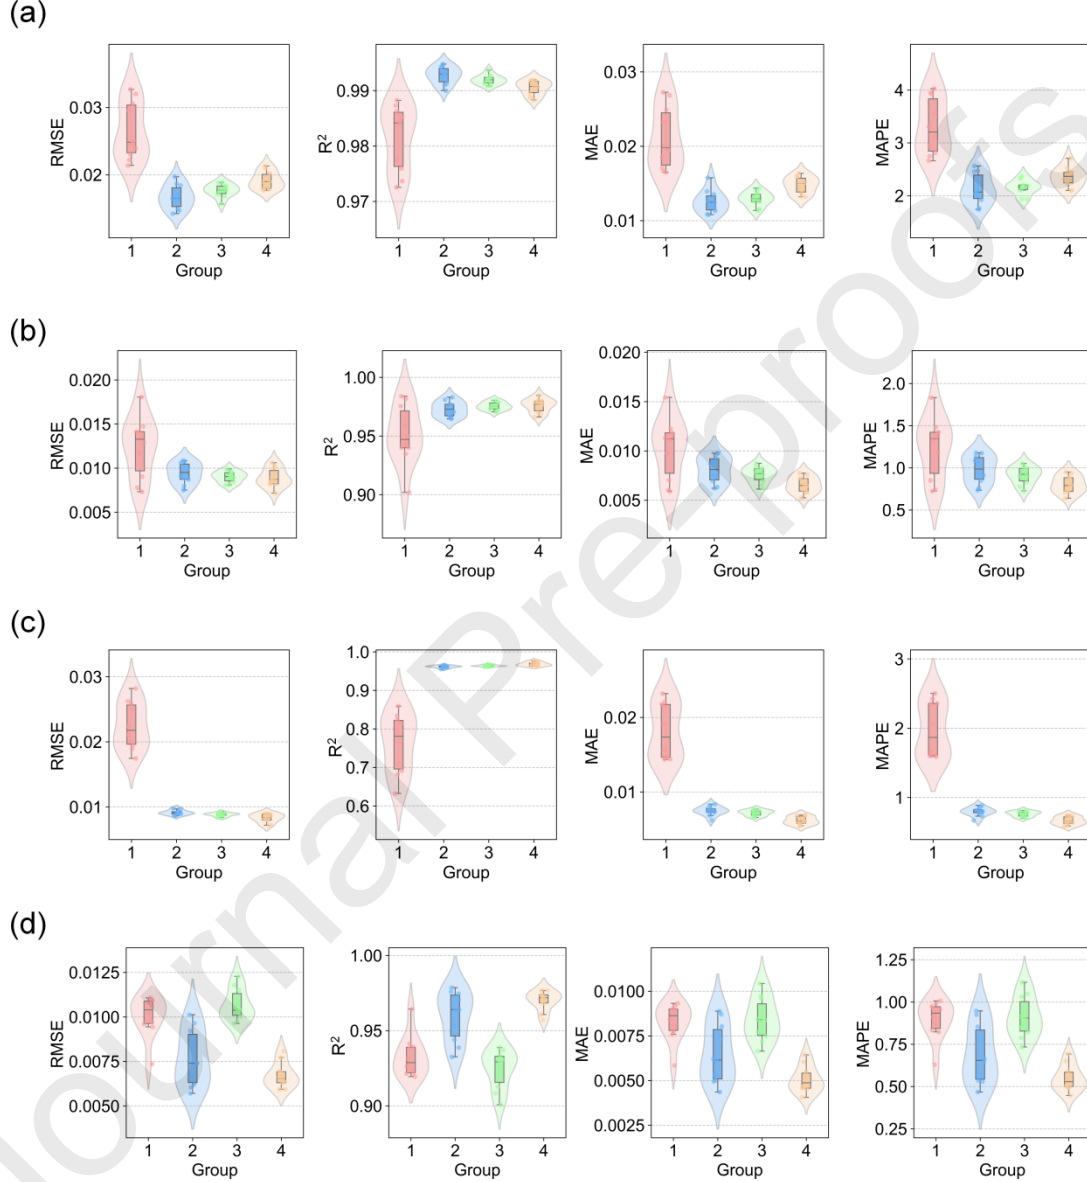 (a)
RMSE
0.03
0.02
1 2 3 4
Group
R²
0.99
0.98
0.97
1 2 3 4
Group
MAE
0.03
0.02
0.01
1 2 3 4
Group
MAPE
4
3
2
1 2 3 4
Group
(b)
RMSE
0.020
0.015
0.010
0.005
1 2 3 4
Group
R²
1.00
0.95
0.90
1 2 3 4
Group
MAE
0.020
0.015
0.010
0.005
1 2 3 4
Group
MAPE
2.0
1.5
1.0
0.5
1 2 3 4
Group
(c)
RMSE
0.03
0.02
0.01
1 2 3 4
Group
R²
1.0
0.9
0.8
0.7
0.6
1 2 3 4
Group
MAE
0.02
0.01
1 2 3 4
Group
MAPE
3
2
1
1 2 3 4
Group
(d)
RMSE
0.0125
0.0100
0.0075
0.0050
1 2 3 4
Group
R²
1.00
0.95
0.90
1 2 3 4
Group
MAE
0.0100
0.0075
0.0050
0.0025
1 2 3 4
Group
MAPE
1.25
1.00
0.75
0.50
0.25
1 2 3 4
Group
Journal Pre-proofs